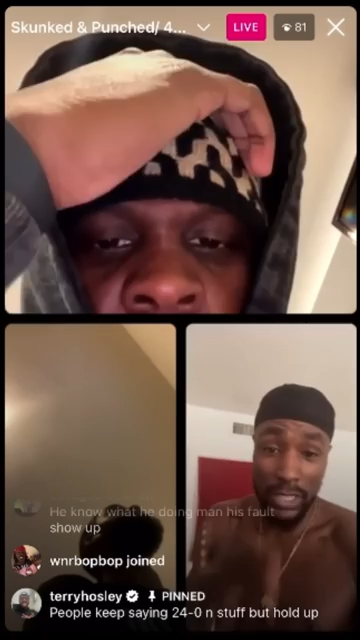 Skunked & Punched/ 4...
LIVE
81
He know what he doing man his fault
show up
wnrbopbop joined
terryhosley PINNED
People keep saying 24-0 n stuff but hold up